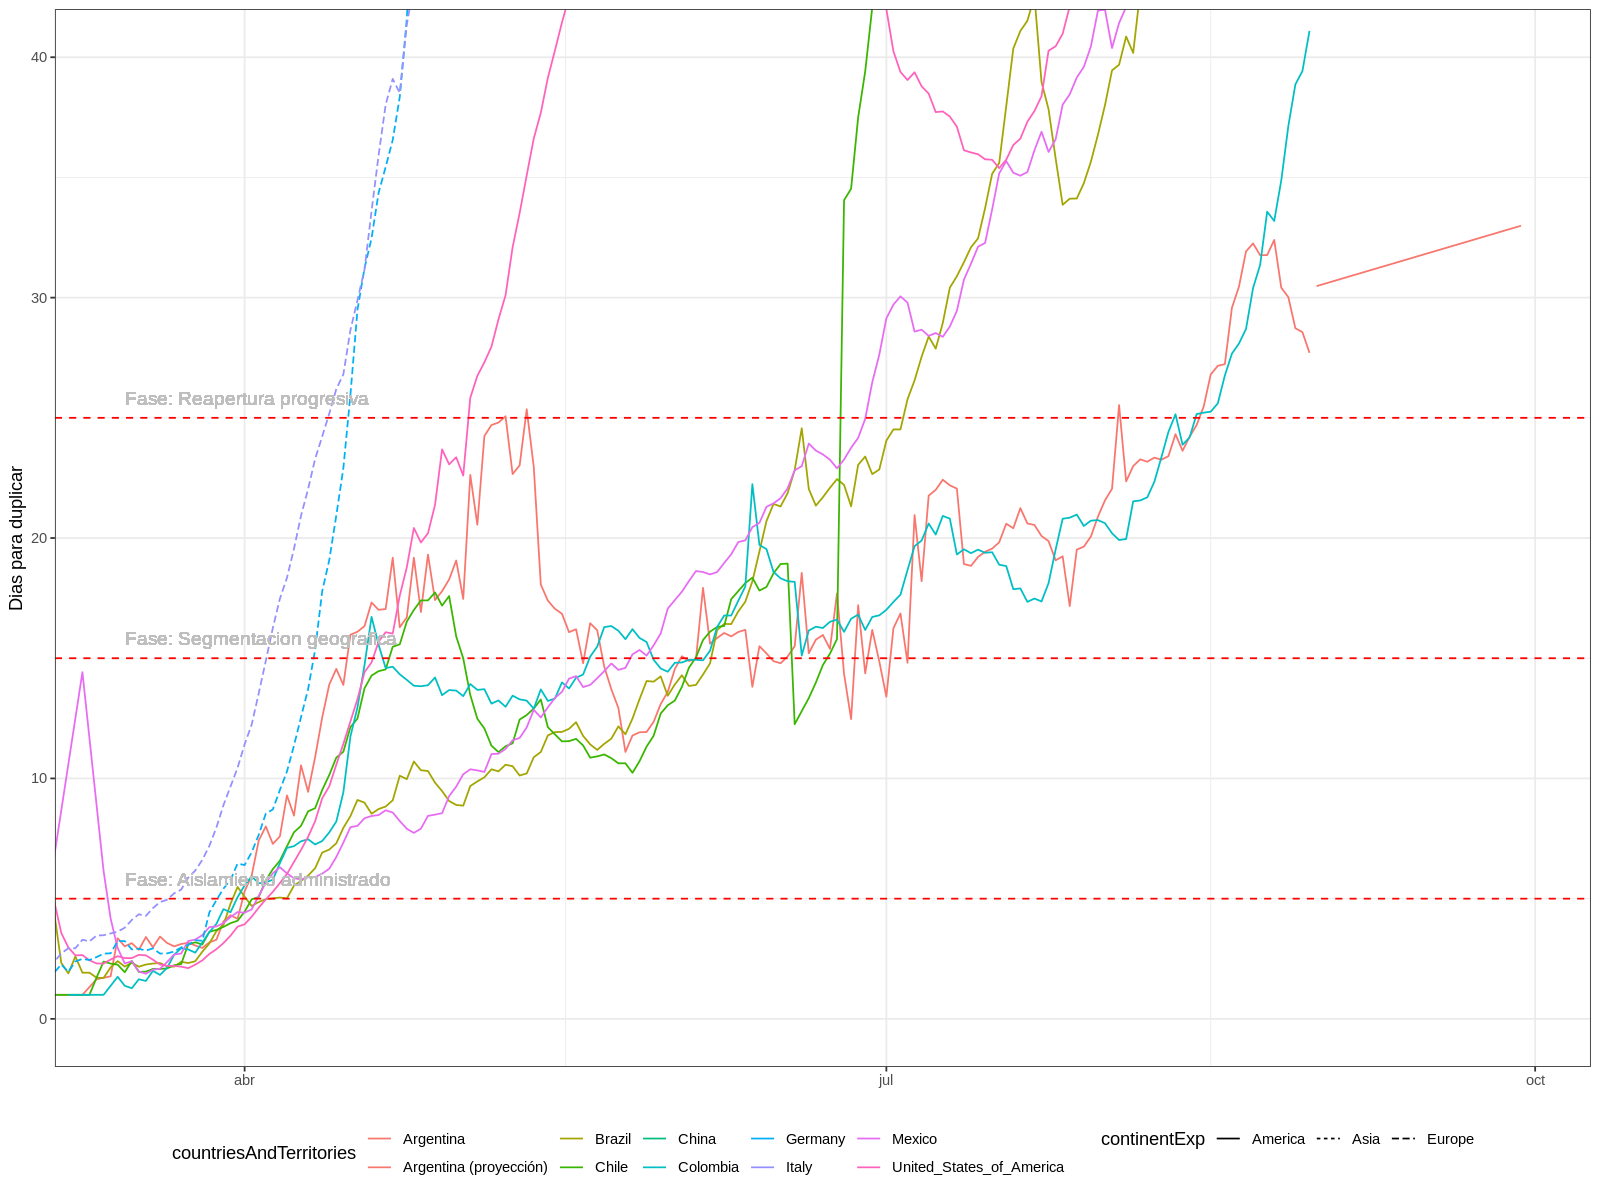 40
30
20
10
0
Dias para duplicar
Fase: Reapertura progresiva
Fase: Segmentacion geografica
Fase: Aislamiento administrado
abr jul oct
countriesAndTerritories
Argentina Brazil China Germany Mexico
Argentina (proyección) Chile Colombia Italy United_States_of_America
continentExp America Asia Europe